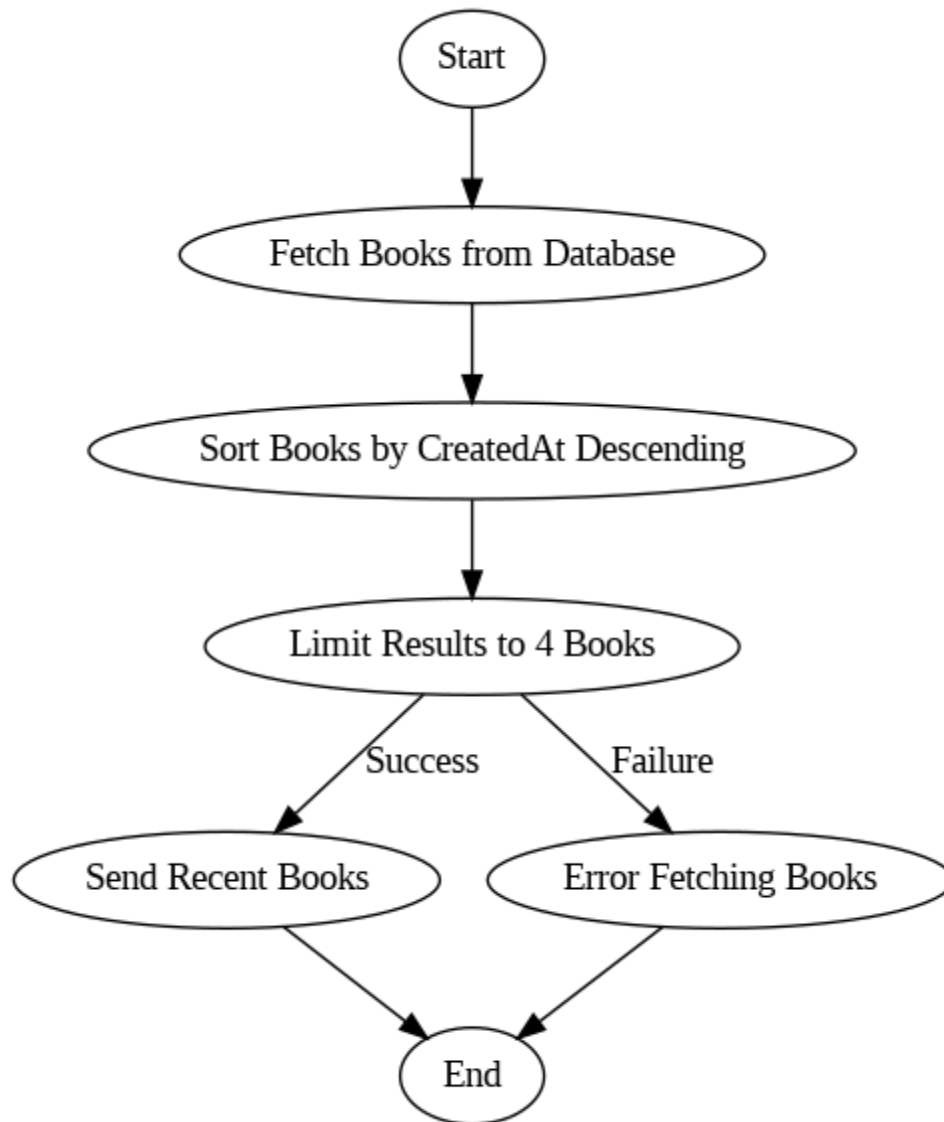 Start
Fetch Books from Database
Sort Books by CreatedAt Descending
Limit Results to 4 Books
Success
Failure
Send Recent Books
Error Fetching Books
End